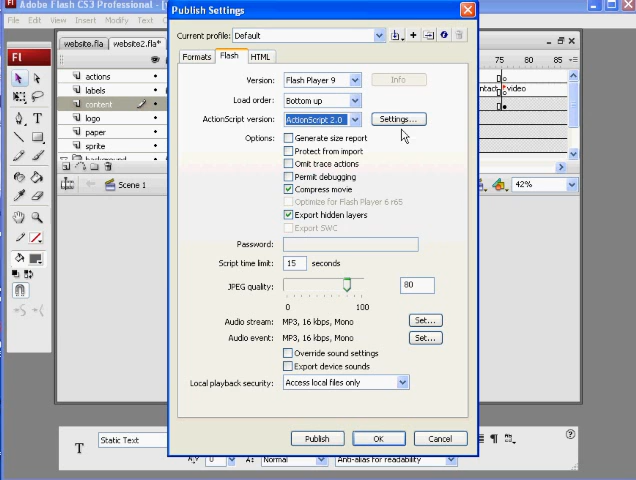 Adobe Flash CS3 Professional - [
Publish Settings
File Edit View Insert Modify Text
Current profile: Default
website.fla website2.fla*
Formats Flash HTML
Fl
75 80 85
Version: Flash Player 9 Info
actions
labels
Load order: Bottom up
contact video
content
ActionScript version: ActionScript 2.0 Settings...
logo
Options: Generate size report
paper
Protect from import
sprite
Omit trace actions
background
Permit debugging
Scene 1
42%
Compress movie
Optimize for Flash Player 6 r65
Export hidden layers
Export SWC
Password:
Script time limit: 15 seconds
JPEG quality: 80
0 100
Audio stream: MP3, 16 kbps, Mono Set...
Audio event: MP3, 16 kbps, Mono Set...
Override sound settings
Export device sounds
Local playback security: Access local files only
Publish OK Cancel
T Static Text
A|V 0 Normal Anti-alias for readability